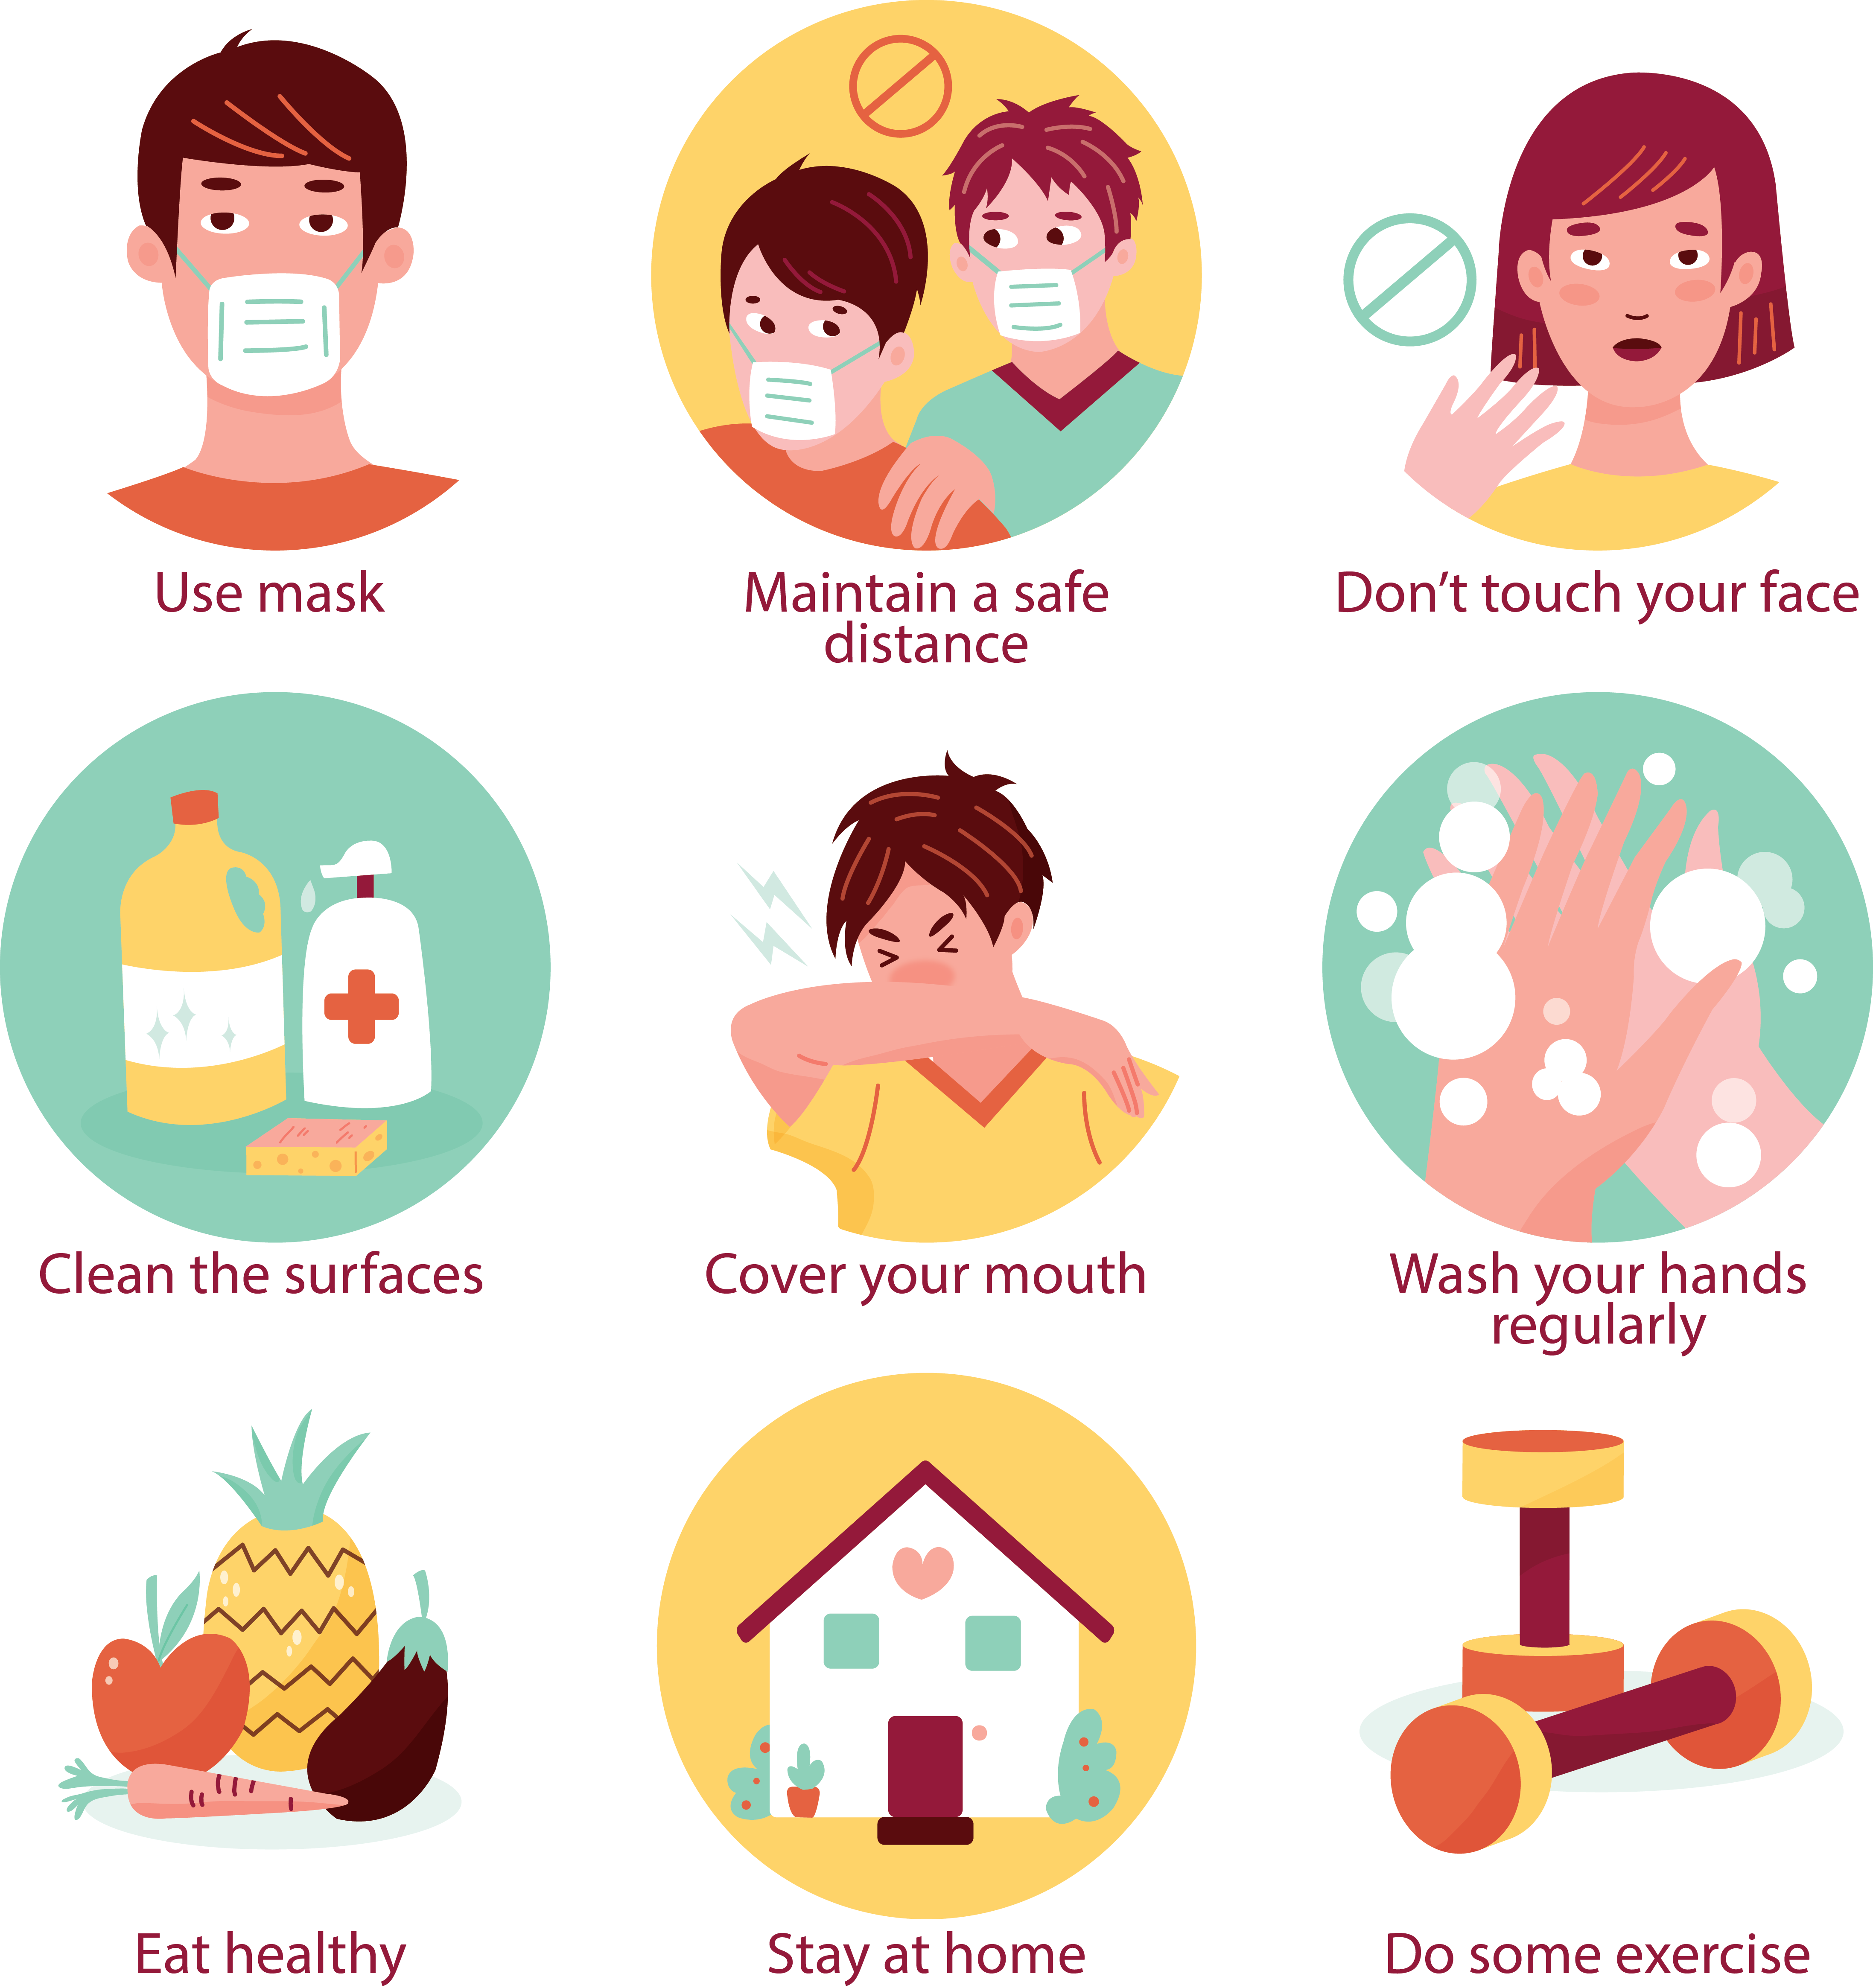 Use mask
Maintain a safe
distance
Don’t touch your face
Clean the surfaces
Cover your mouth
Wash your hands
regularly
Eat healthy
Stay at home
Do some exercise